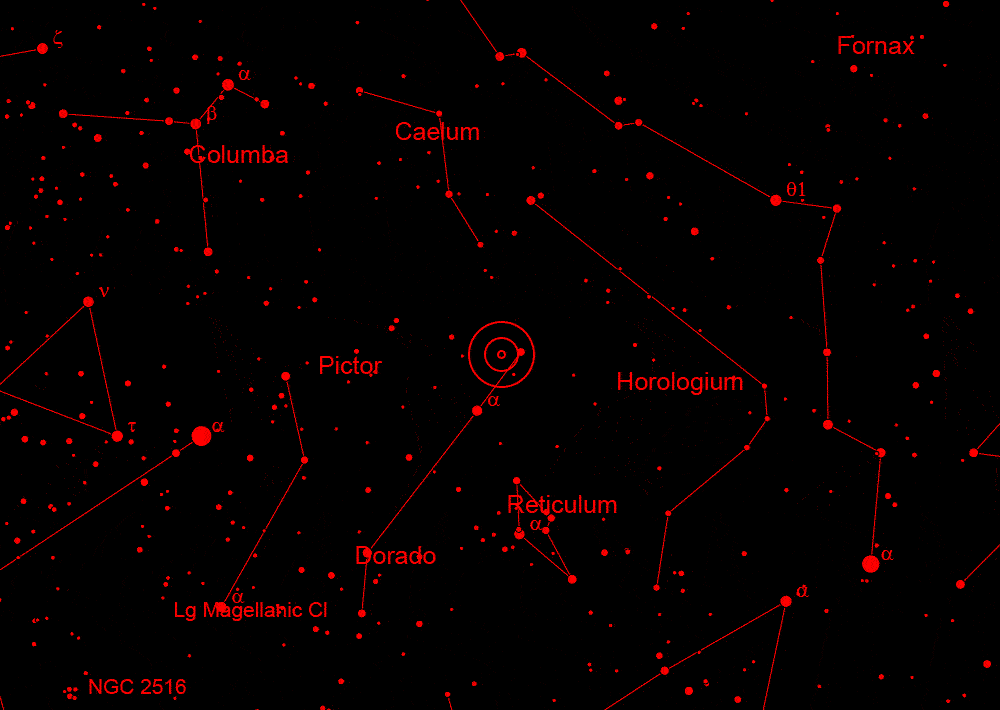 ζ
Fornax
α
β
Caelum
Columba
θ1
ν
Pictor
Horologium
α
τ
α
Reticulum
α
Dorado
α
α
α
Lg Magellanic Cl
NGC 2516